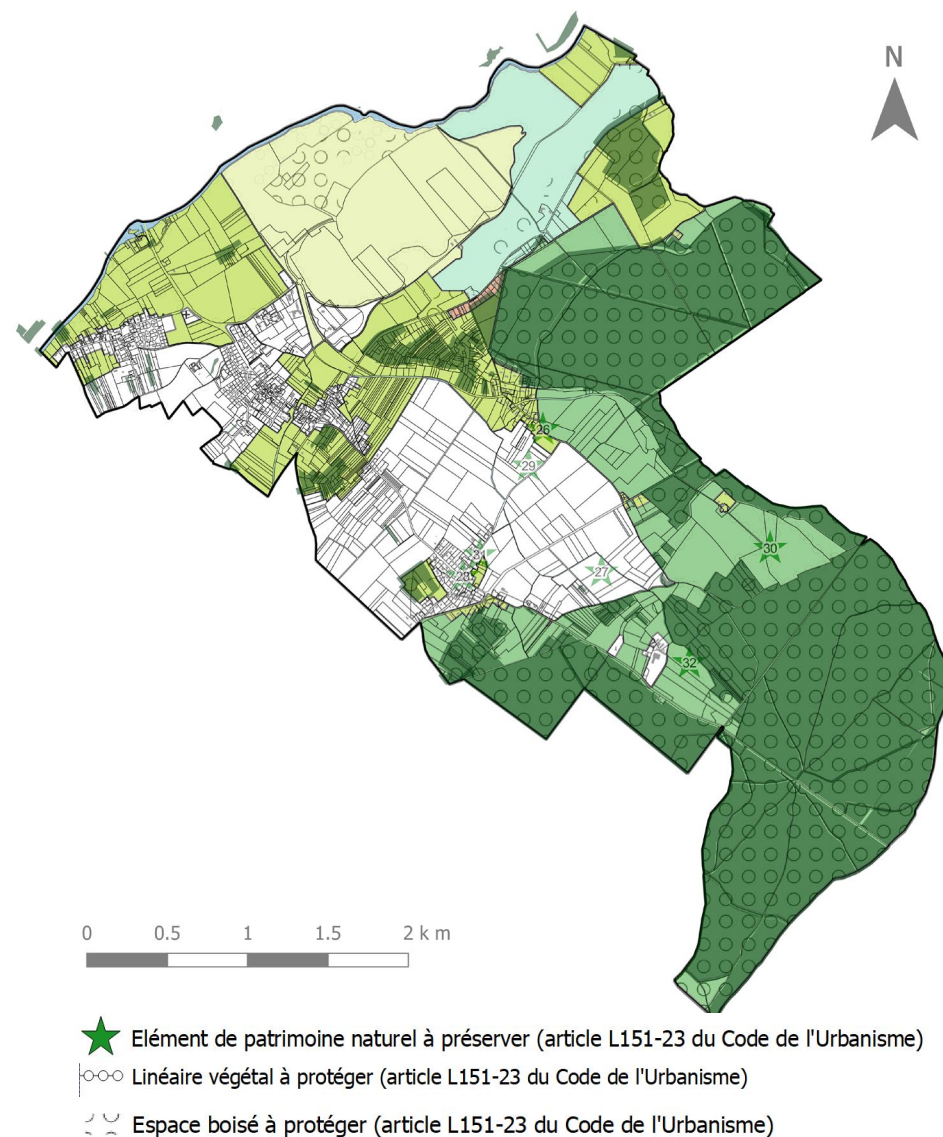 N
26
29
30
31
28
27
32
0 0.5 1 1.5 2 k m
Elément de patrimoine naturel à préserver (article L151-23 du Code de l'Urbanisme)
Linéaire végétal à protéger (article L151-23 du Code de l'Urbanisme)
Espace boisé à protéger (article L151-23 du Code de l'Urbanisme)